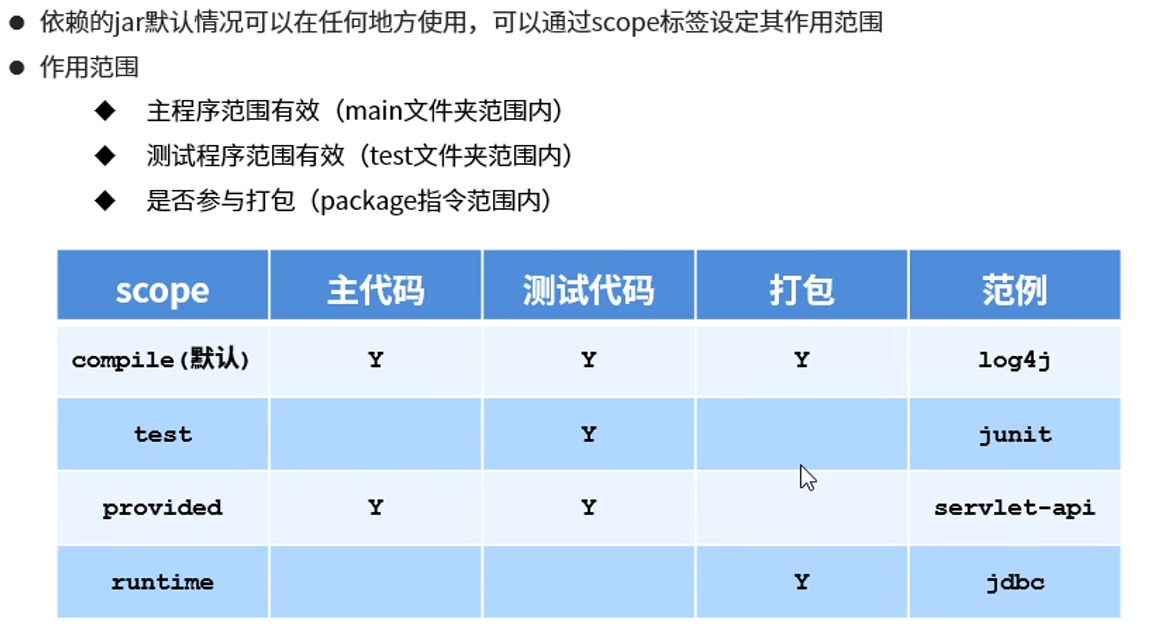 ● 依赖的jar默认情况可以在任何地方使用，可以通过scope标签设定其作用范围
● 作用范围
◆ 主程序范围有效（main文件夹范围内）
◆ 测试程序范围有效（test文件夹范围内）
◆ 是否参与打包（package指令范围内）
scope 主代码 测试代码 打包 范例
compile(默认) Y Y Y log4j
test Y junit
provided Y Y servlet-api
runtime Y jdbc